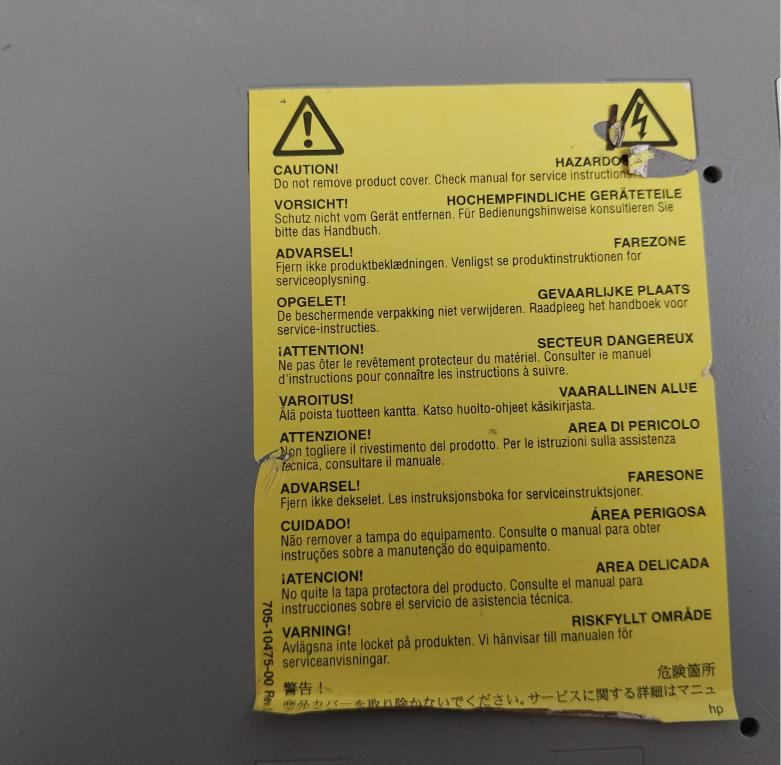 CAUTION!
Do not remove product cover. Check manual for service instructions.
VORSICHT! HOCHEMPFINDLICHE GERÄTETEILE
Schutz nicht vom Gerät entfernen. Für Bedienungshinweise konsultieren Sie
bitte das Handbuch.
ADVARSEL! FAREZONE
Fjern ikke produktbeklædningen. Venligst se produktinstruktionen for
serviceoplysning.
OPGELET! GEVAARLIJKE PLAATS
De beschermende verpakking niet verwijderen. Raadpleeg het handboek voor
service-instructies.
¡ATTENTION! SECTEUR DANGEREUX
Ne pas ôter le revêtement protecteur du matériel. Consulter le manuel
d'instructions pour connaître les instructions à suivre.
VAROITUS! VAARALLINEN ALUE
Älä poista tuotteen kantta. Katso huolto-ohjeet käsikirjasta.
ATTENZIONE! AREA DI PERICOLO
Non togliere il rivestimento del prodotto. Per le istruzioni sulla assistenza
técnica, consultare il manuale.
ADVARSEL! FARESONE
Fjern ikke dekselet. Les instruksjonsboka for serviceinstruktsjoner.
CUIDADO! ÁREA PERIGOSA
Não remover a tampa do equipamento. Consulte o manual para obter
instruções sobre a manutenção do equipamento.
¡ATENCION! AREA DELICADA
No quite la tapa protectora del producto. Consulte el manual para
instrucciones sobre el servicio de asistencia técnica.
VARNING! RISKFYLLT OMRÅDE
Avlägsna inte locket på produkten. Vi hänvisar till manualen för
serviceanvisningar.
警告！ 危険箇所
カバーを取り除かないでください。サービスに関する詳細はマニュ
hp
705-10475-00 Rev.